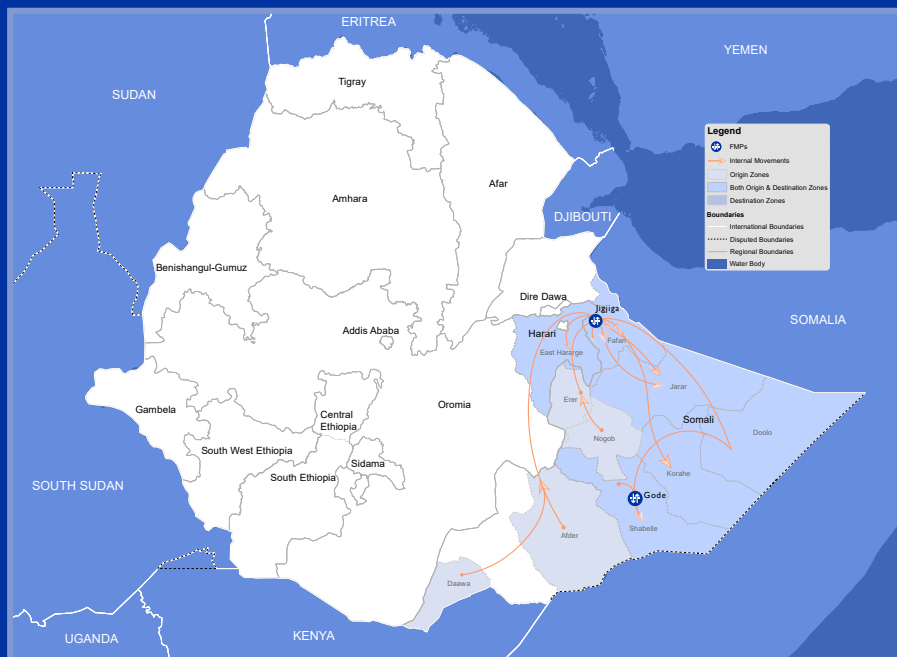 ERITREA
YEMEN
Tigray
SUDAN
Legend
FMPs
Internal Movements
Origin Zones
Both Origin & Destination Zones
Destination Zones
Boundaries
International Boundaries
Disputed Boundaries
Regional Boundaries
Water Body
Afar
Amhara
DJIBOUTI
Benishangul-Gumuz
Dire Dawa
Jigjiga
SOMALIA
Addis Ababa
Harari
Fafan
East Hararge
Jarar
Erer
Oromia
Gambela
Central
Ethiopia
Somali
Doolo
Nogob
South West Ethiopia
Sidama
Korahe
South Ethiopia
SOUTH SUDAN
Gode
Shabelle
Afder
Daawa
UGANDA
KENYA